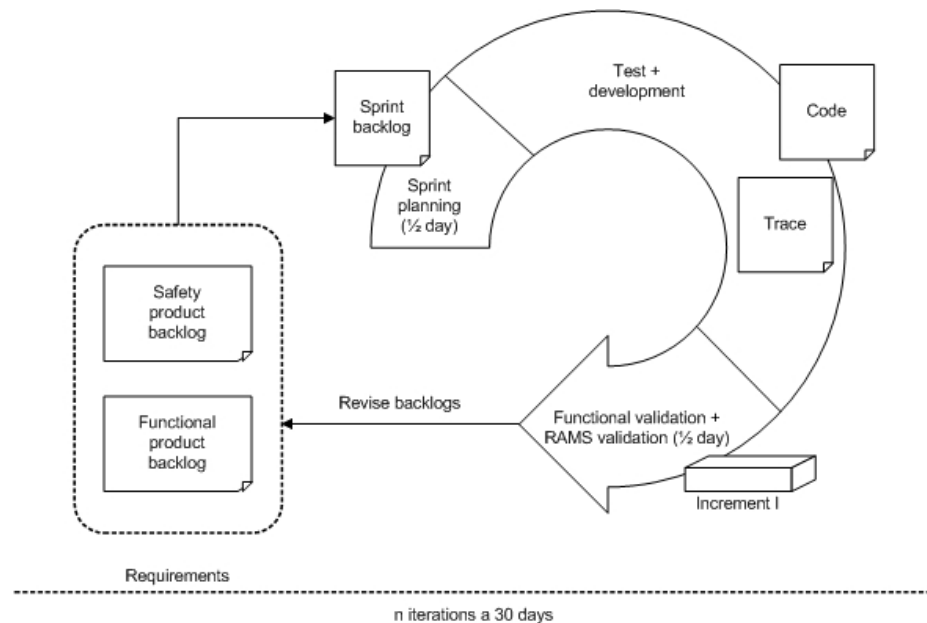 Test +
development
Code
Sprint
backlog
Sprint
planning
(½ day)
Trace
Safety
product
backlog
Functional
product
backlog
Revise backlogs
Functional validation +
RAMS validation (½ day)
Increment I
Requirements
n iterations a 30 days